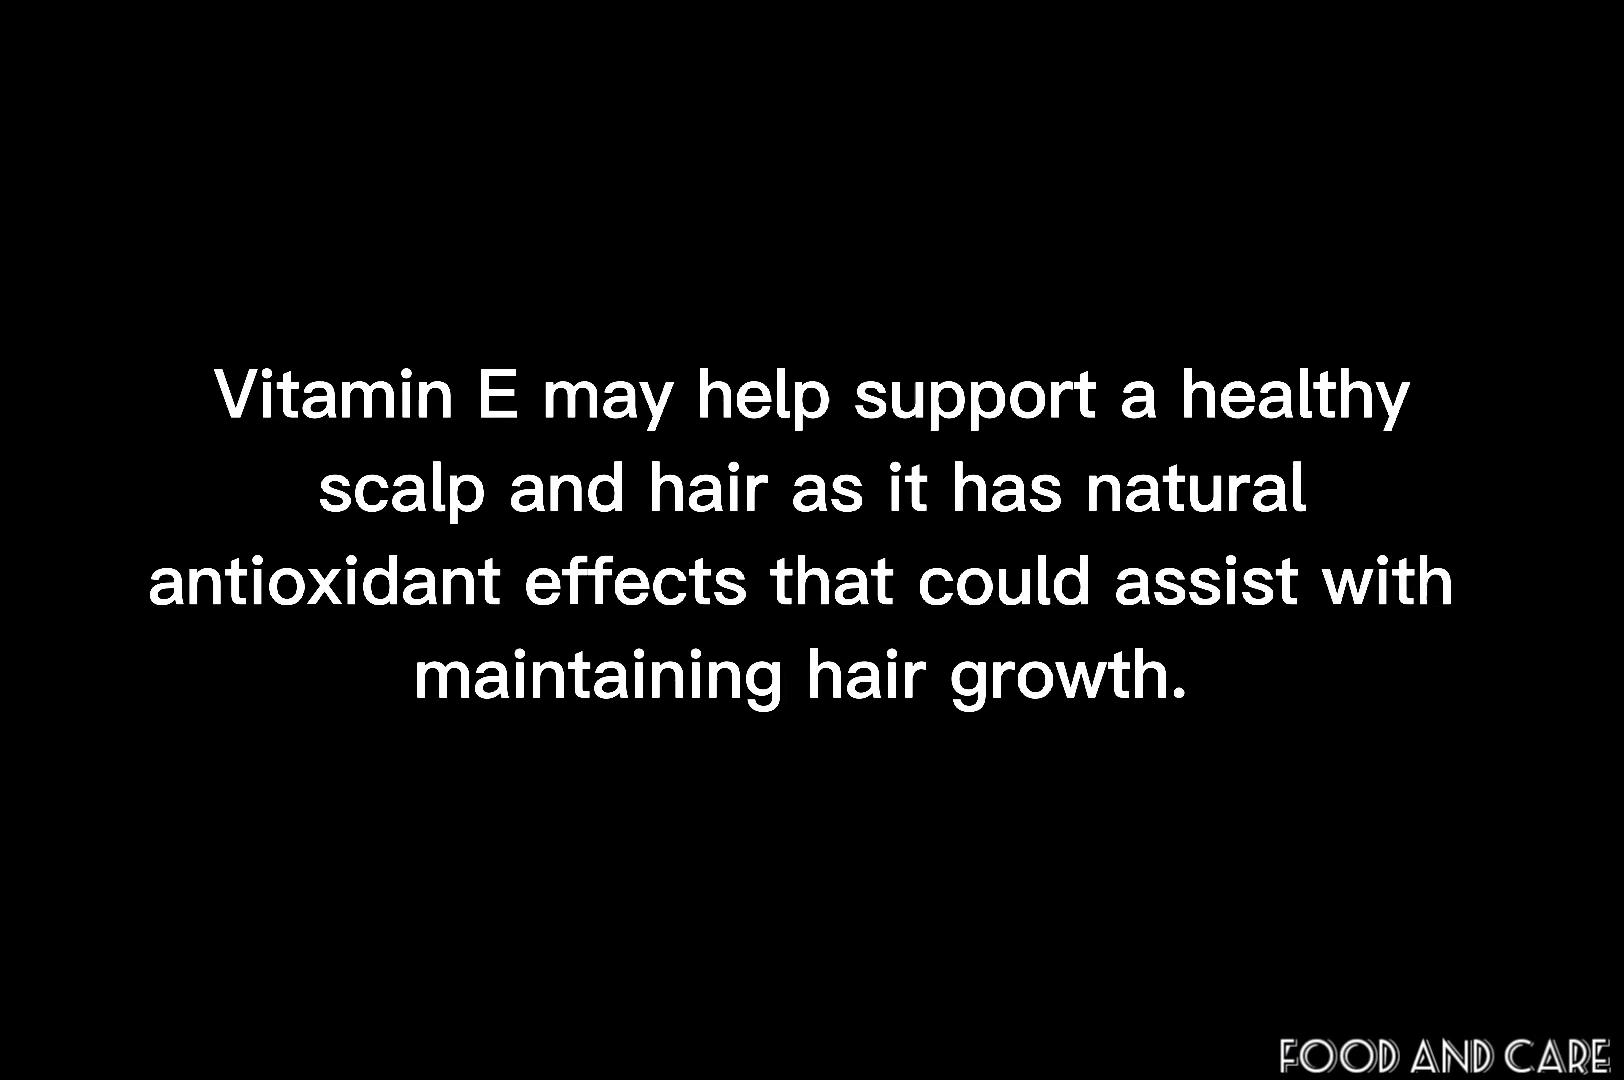 Vitamin E may help support a healthy
scalp and hair as it has natural
antioxidant effects that could assist with
maintaining hair growth.
FOOD AND CARE